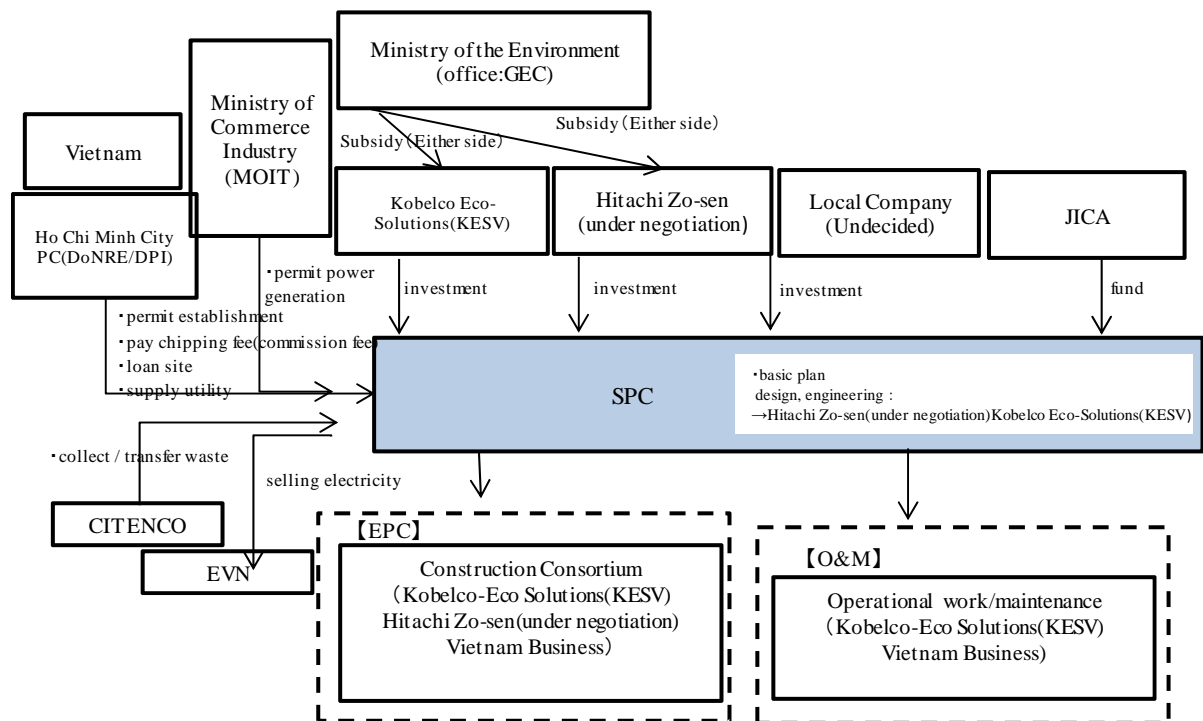 Ministry of the Environment
(office:GEC)
Ministry of
Commerce
Industry
(MOIT)
Vietnam
Ho Chi Minh City
PC(DoNRE/DPI)
Subsidy（Either side）
Subsidy（Either side）
Kobelco Eco-
Solutions(KESV)
Hitachi Zo-sen
(under negotiation)
Local Company
(Undecided)
JICA
・permit power
generation
investment
investment
investment
fund
・permit establishment
・pay chipping fee(commission fee)
・loan site
・supply utility
SPC
・basic plan
design, engineering：
→Hitachi Zo-sen(under negotiation)Kobelco Eco-Solutions(KESV)
・collect / transfer waste
selling electricity
CITENCO
EVN
【EPC】
Construction Consortium
（Kobelco-Eco Solutions(KESV)
Hitachi Zo-sen(under negotiation)
Vietnam Business）
【O&M】
Operational work/maintenance
（Kobelco-Eco Solutions(KESV)
Vietnam Business)